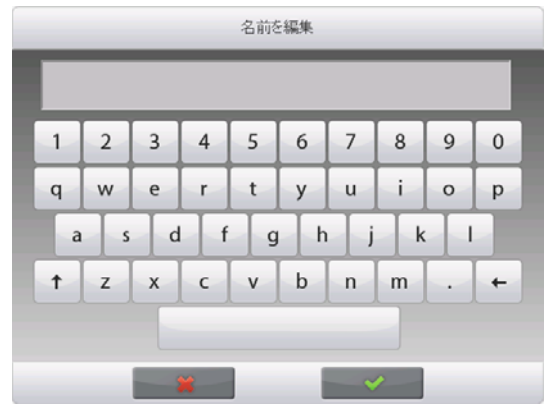 名前を編集
1 2 3 4 5 6 7 8 9 0
q w e r t y u i o p
a s d f g h j k l
↑ z x c v b n m . ←